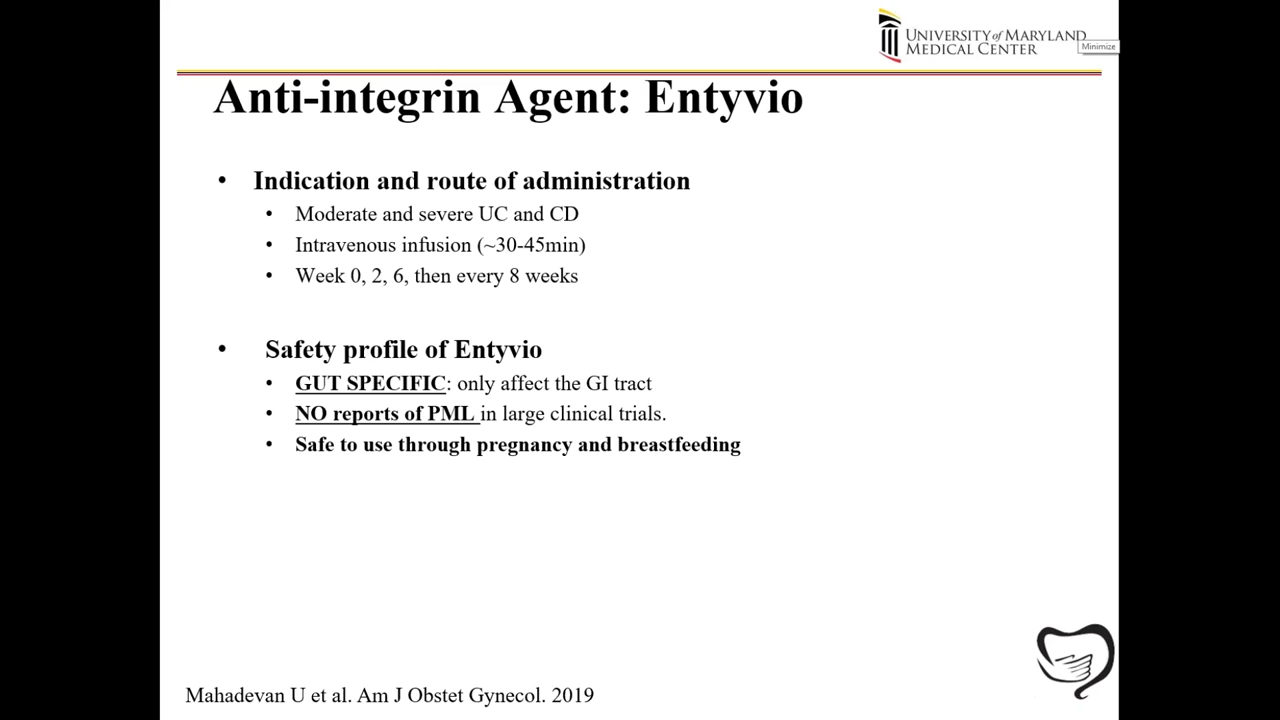 UNIVERSITY of MARYLAND
MEDICAL CENTER
Minimize
Anti-integrin Agent: Entyvio
• Indication and route of administration
• Moderate and severe UC and CD
• Intravenous infusion (~30-45min)
• Week 0, 2, 6, then every 8 weeks
• Safety profile of Entyvio
• GUT SPECIFIC: only affect the GI tract
• NO reports of PML in large clinical trials.
• Safe to use through pregnancy and breastfeeding
Mahadevan U et al. Am J Obstet Gynecol. 2019